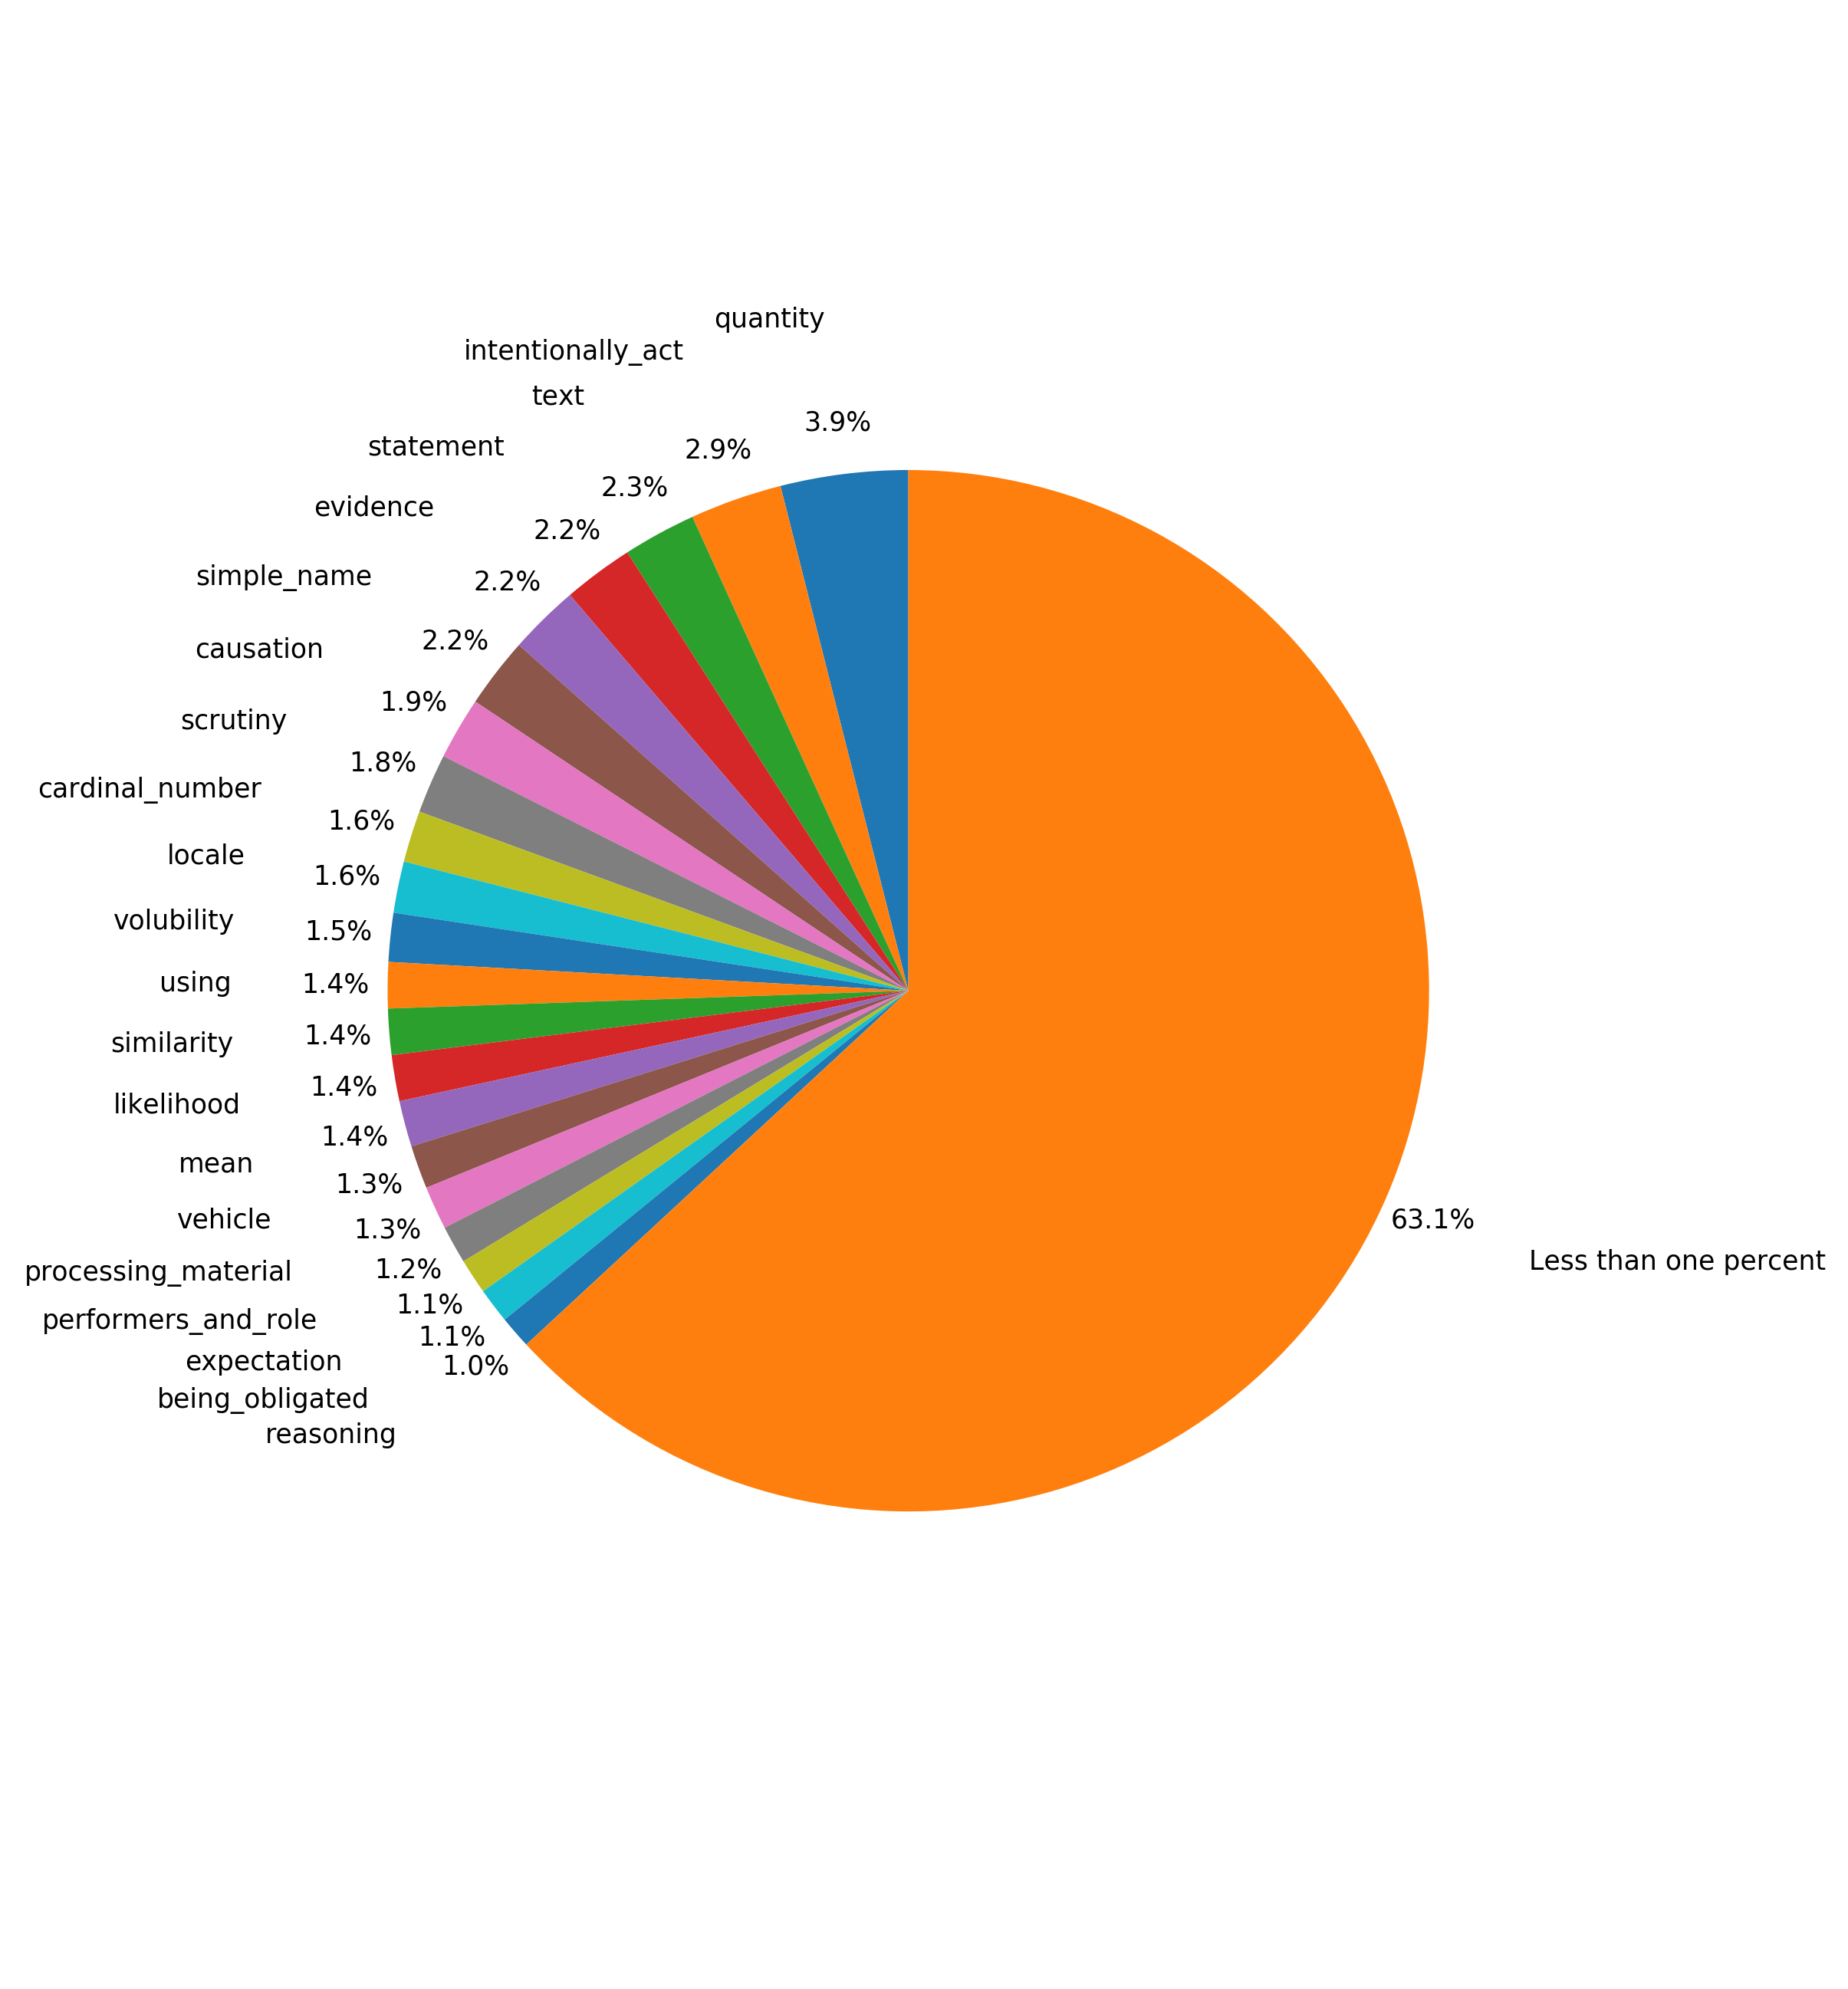 quantity
intentionally_act
text
3.9%
statement
2.9%
2.3%
evidence
2.2%
simple_name
2.2%
causation
2.2%
1.9%
scrutiny
1.8%
cardinal_number
1.6%
locale
1.6%
volubility
1.5%
using
1.4%
similarity
1.4%
likelihood
1.4%
mean
1.4%
vehicle
1.3%
processing_material
1.3%
performers_and_role
1.2%
expectation
1.1%
being_obligated
1.1%
reasoning
1.0%
63.1%
Less than one percent